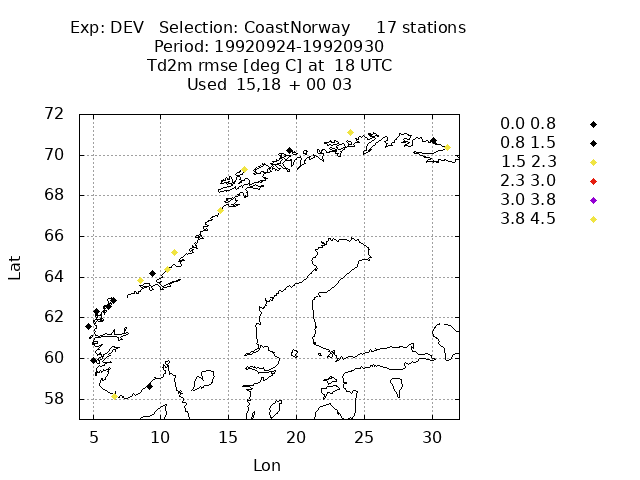 Exp: DEV   Selection: CoastNorway     17 stations
Period: 19920924-19920930
Td2m rmse [deg C] at  18 UTC
Used  15,18 + 00 03
72
70
68
66
64
62
60
58
Lat
5 10 15 20 25 30
Lon
0.0 0.8
0.8 1.5
1.5 2.3
2.3 3.0
3.0 3.8
3.8 4.5